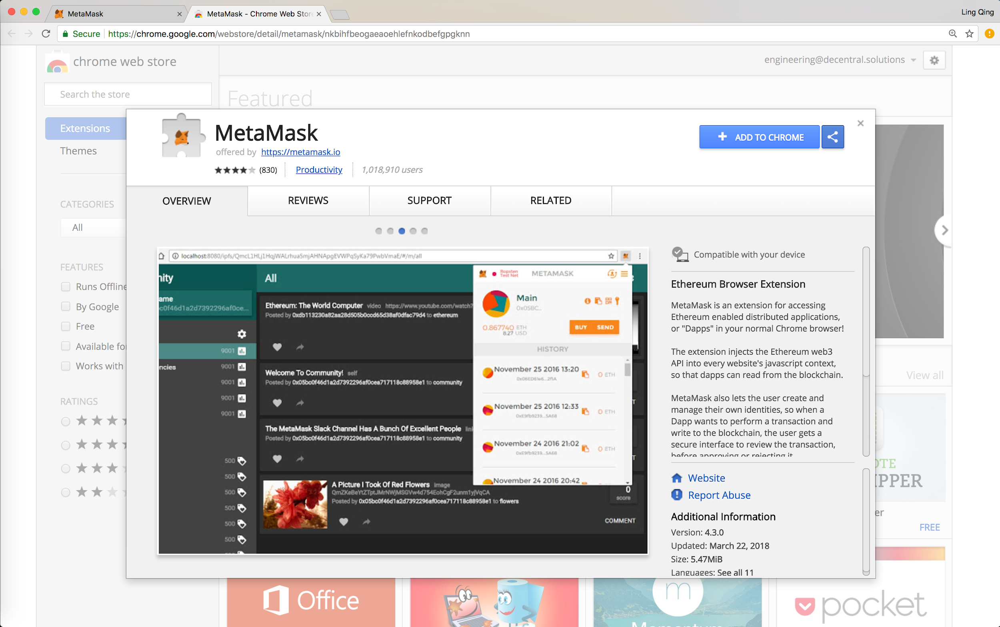 MetaMask
MetaMask - Chrome Web Stor
Ling Qing
Secure
https://chrome.google.com/webstore/detail/metamask/nkbihfbeogaeaoehlefnkodbefgpgknn
chrome web store
engineering@decentral.solutions
Search the store
Featured
Extensions
Themes
CATEGORIES
All
FEATURES
Runs Offline
By Google
Free
Available fo
Works with
RATINGS
MetaMask
offered by https://metamask.io
(830)
Productivity
1,018,910 users
+ ADD TO CHROME
OVERVIEW
REVIEWS
SUPPORT
RELATED
nity
ame
c0f46d1a2d7392296af0ce...
9001
ncies 9001
9001
9001
9001
500
500
500
500
500
500
All
Ethereum: The World Computer video https://www.youtube.com/watch?
Posted by 0xdb113230a82aa28d505b0ccd65d38af0dfac79d4 to ethereum
Welcome To Community! self
Posted by 0x05bc0f46d1a2d7392296af0cea717118c88958e1 to community
The MetaMask Slack Channel Has A Bunch Of Excellent People lin
Posted by 0x05bc0f46d1a2d7392296af0cea717118c88958e1 to community
A Picture I Took Of Red Flowers image
Posted by 0x05bc0f46d1a2d7392296af0cea717118c88958e1 to flowers
0
score
COMMENT
Ropsten
Test Net
METAMASK
Main
0x05BC...
0.867740 ETH
8.27 USD
BUY
SEND
HISTORY
November 25 2016 13:20
0 ETH
November 25 2016 12:33
0xE9fb9239...5A68
0 ETH
November 24 2016 21:02
0xE9fb9239...5A68
0 ETH
November 24 2016 20:42
Compatible with your device
Ethereum Browser Extension
MetaMask is an extension for accessing
Ethereum enabled distributed applications,
or "Dapps" in your normal Chrome browser!
The extension injects the Ethereum web3
API into every website's javascript context,
so that dapps can read from the blockchain.
MetaMask also lets the user create and
manage their own identities, so when a
Dapp wants to perform a transaction and
write to the blockchain, the user gets a
secure interface to review the transaction,
before approving or rejecting it.
Website
Report Abuse
Additional Information
Version: 4.3.0
Updated: March 22, 2018
Size: 5.47MiB
Languages: See all 11
View all
OTE
IPPER
er
FREE
Office
m
Momentum
pocket